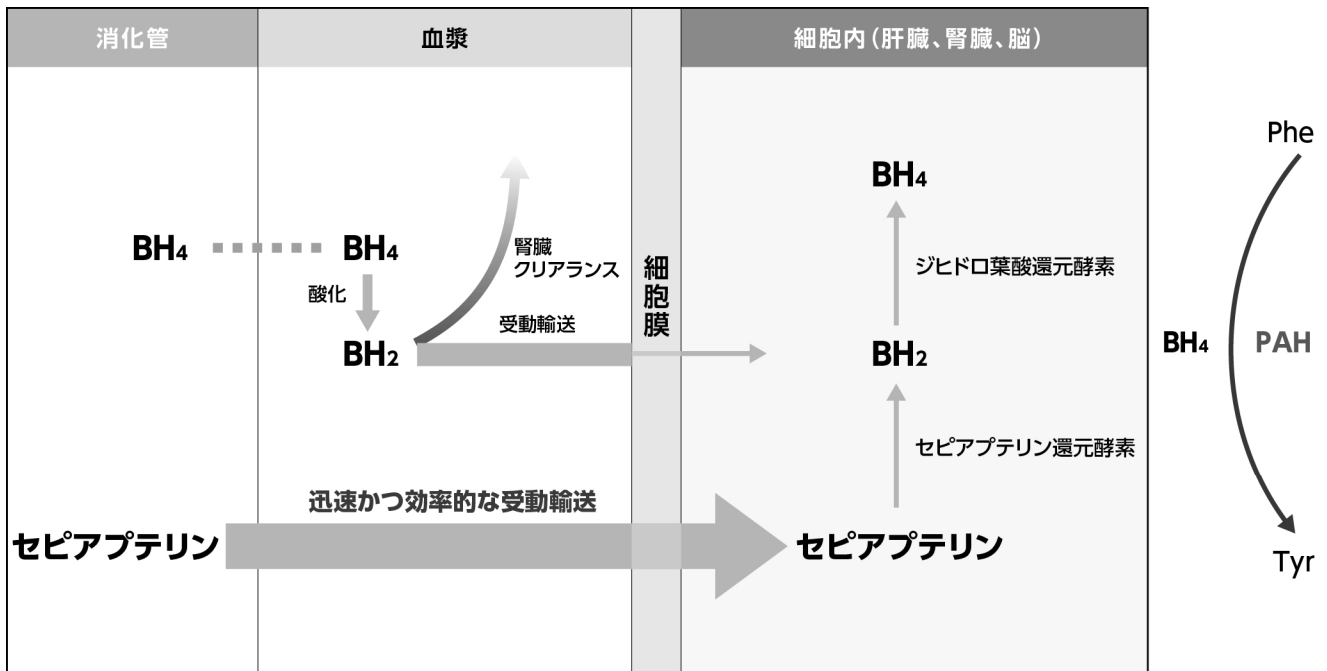 消化管
血漿
細胞内（肝臓、腎臓、脳）
Phe
BH₄
BH₄
BH₄
酸化
腎臓
クリアランス
細胞膜
ジヒドロ葉酸還元酵素
受動輸送
BH₂
BH₂
BH₄
PAH
セピアプテリン還元酵素
迅速かつ効率的な受動輸送
セピアプテリン
セピアプテリン
Tyr